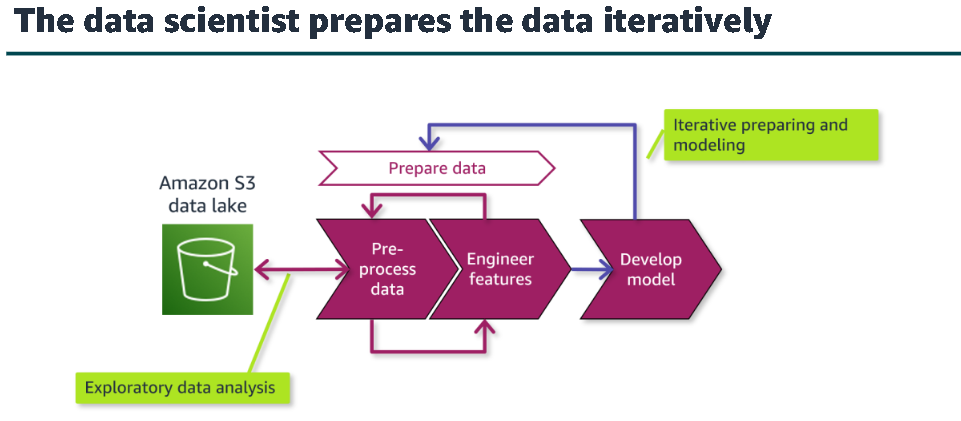 The data scientist prepares the data iteratively
Iterative preparing and
modeling
Prepare data
Amazon S3
data lake
Pre-
process
data
Engineer
features
Develop
model
Exploratory data analysis